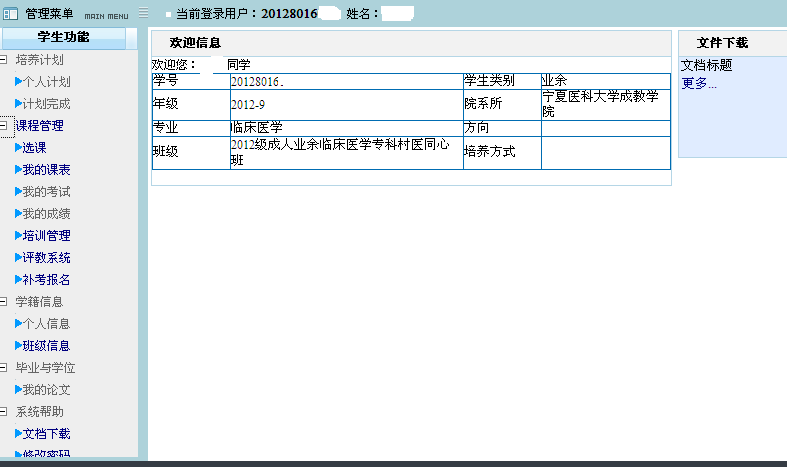 管理菜单 MAIN MENU 当前登录用户：20128016 姓名：
学生功能
培养计划
个人计划
计划完成
课程管理
选课
我的课表
我的考试
我的成绩
培训管理
评教系统
补考报名
学籍信息
个人信息
班级信息
毕业与学位
我的论文
系统帮助
文档下载
修改密码
欢迎信息
欢迎您： 同学
学号 20128016. 学生类别 业余
年级 2012-9 院系所 宁夏医科大学成教学
院
专业 临床医学 方向
班级 2012级成人业余临床医学专科村医同心
班 培养方式
文件下载
文档标题
更多...